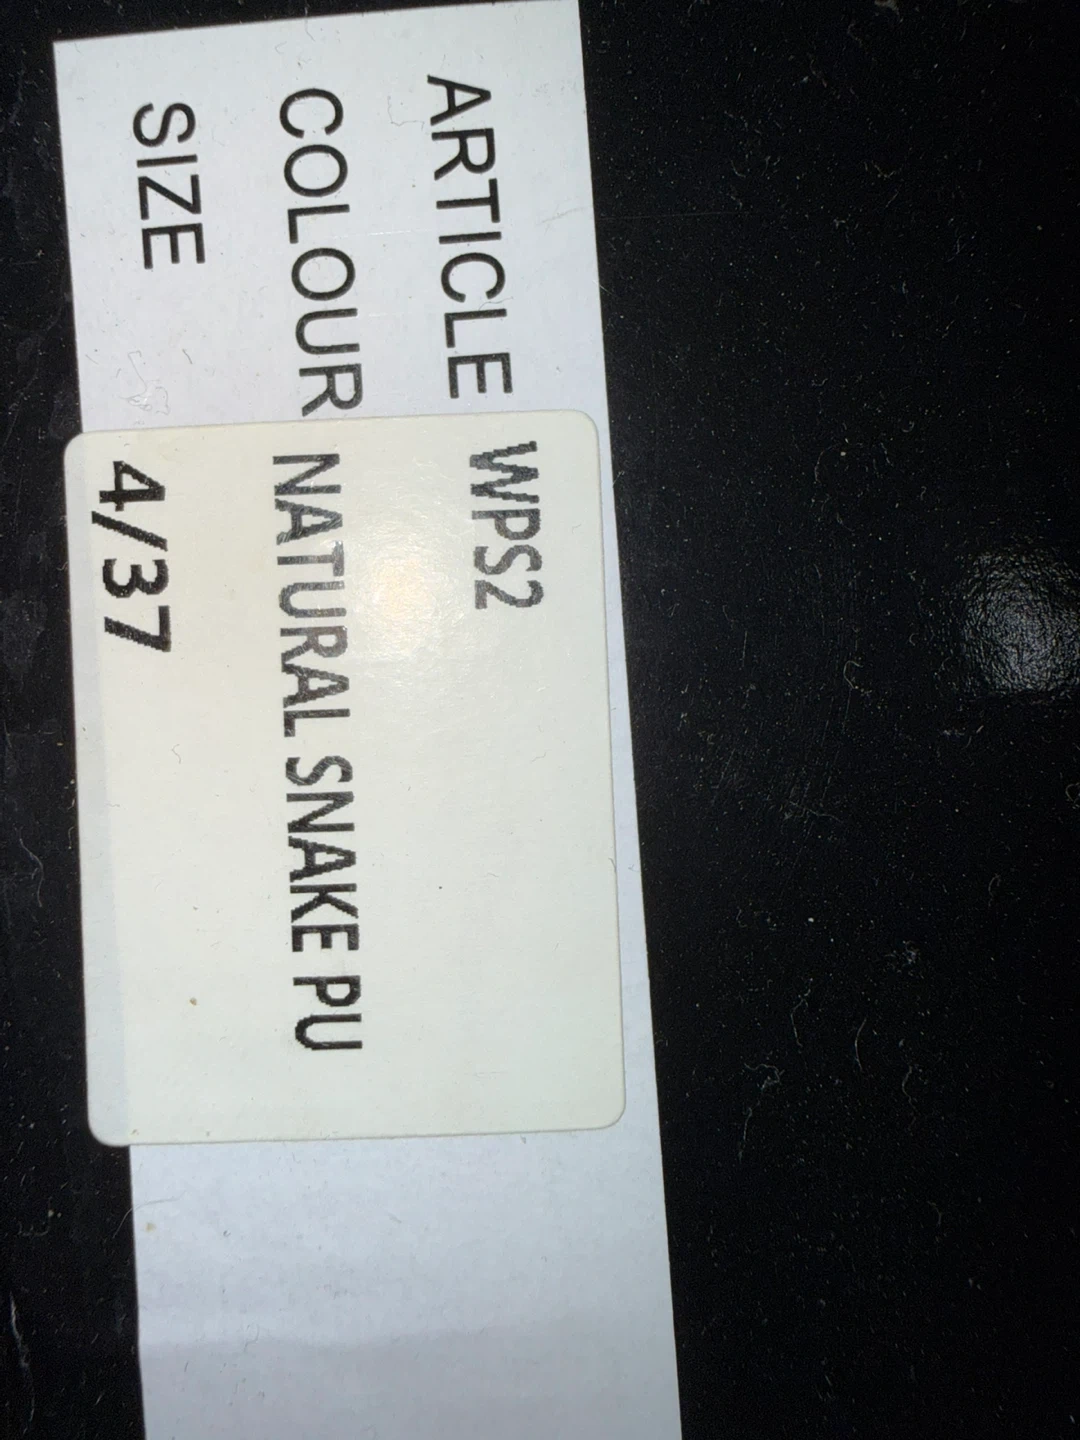 ARTICLE WPS2
COLOUR NATURAL SNAKE PU
SIZE 4/37